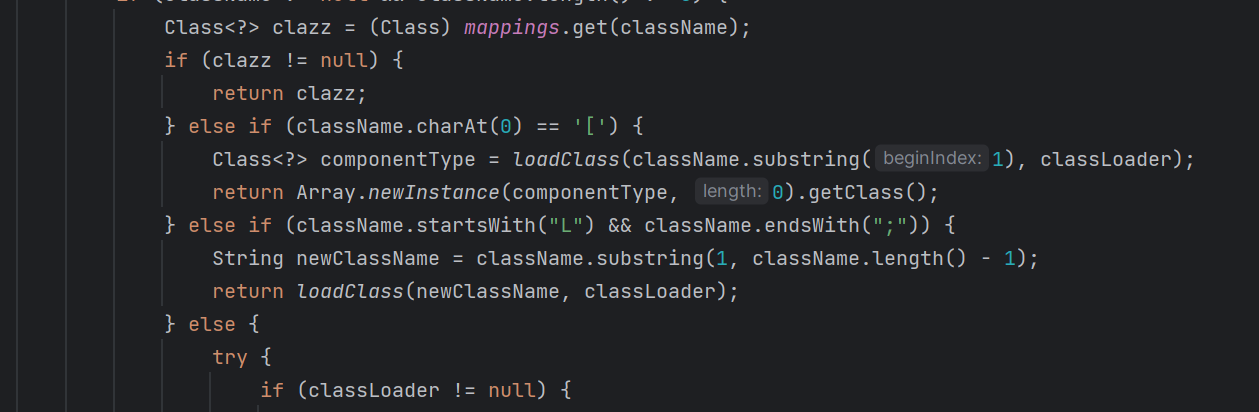 Class<?> clazz = (Class) mappings.get(className);
if (clazz != null) {
return clazz;
} else if (className.charAt(0) == '[') {
Class<?> componentType = loadClass(className.substring( beginIndex: 1), classLoader);
return Array.newInstance(componentType, length: 0).getClass();
} else if (className.startsWith("L") && className.endsWith(";")) {
String newClassName = className.substring(1, className.length() - 1);
return loadClass(newClassName, classLoader);
} else {
try {
if (classLoader != null) {